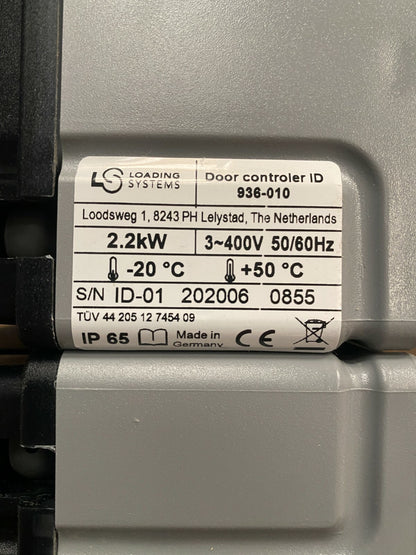 LS LOADING SYSTEMS
Door controler ID
936-010
Loodsweg 1, 8243 PH Lelystad, The Netherlands
2.2kW
3~400V 50/60Hz
-20 °C
+50 °C
S/N ID-01 202006 0855
TÜV 44 205 12 7454 09
IP 65
Made in
Germany
CE